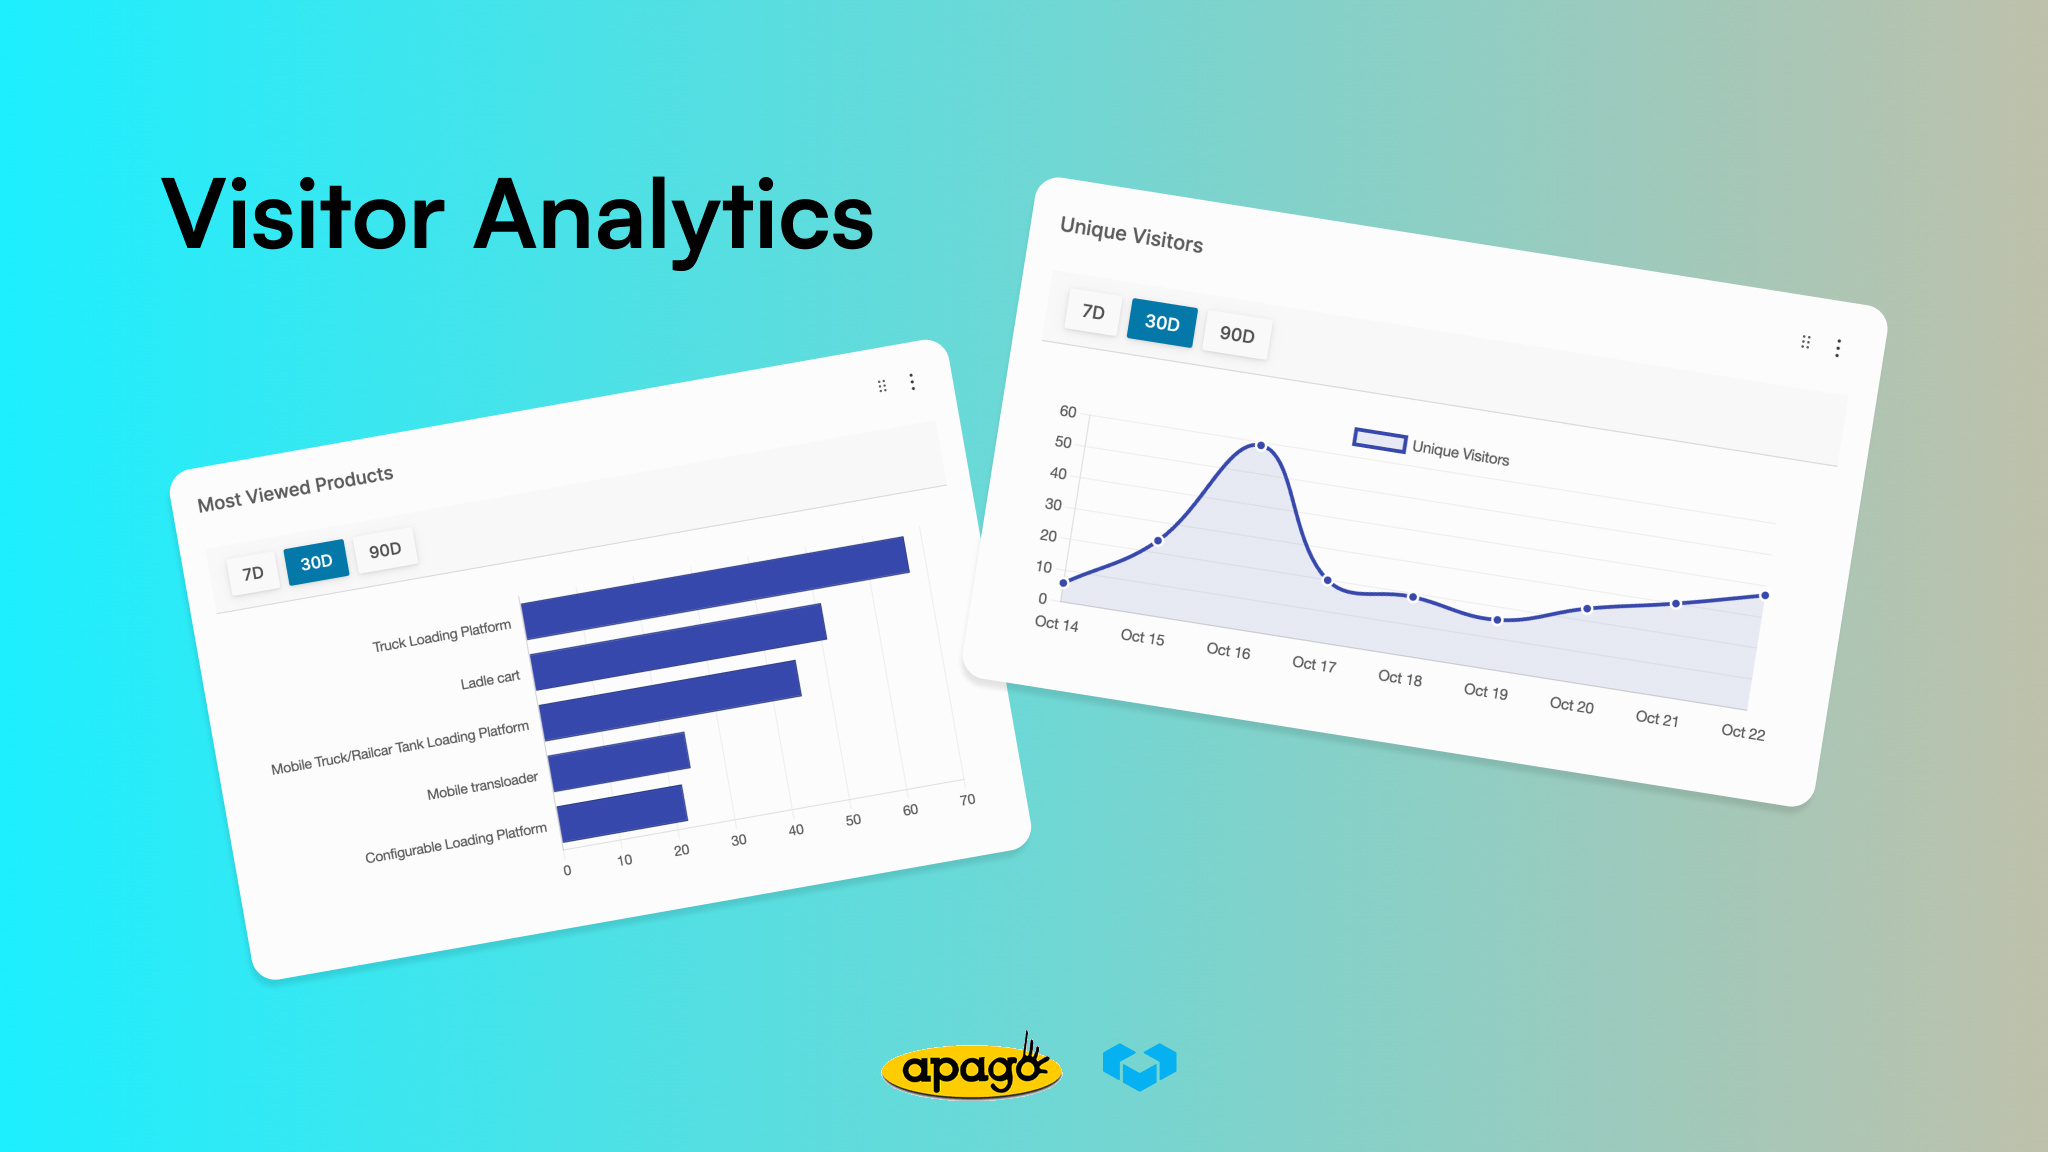 Visitor Analytics
Most Viewed Products
7D 30D 90D
Truck Loading Platform
Ladle cart
Mobile Truck/Railcar Tank Loading Platform
Mobile transloader
Configurable Loading Platform
0 10 20 30 40 50 60 70
Unique Visitors
7D 30D 90D
Unique Visitors
60
50
40
30
20
10
0
Oct 14 Oct 15 Oct 16 Oct 17 Oct 18 Oct 19 Oct 20 Oct 21 Oct 22
apago